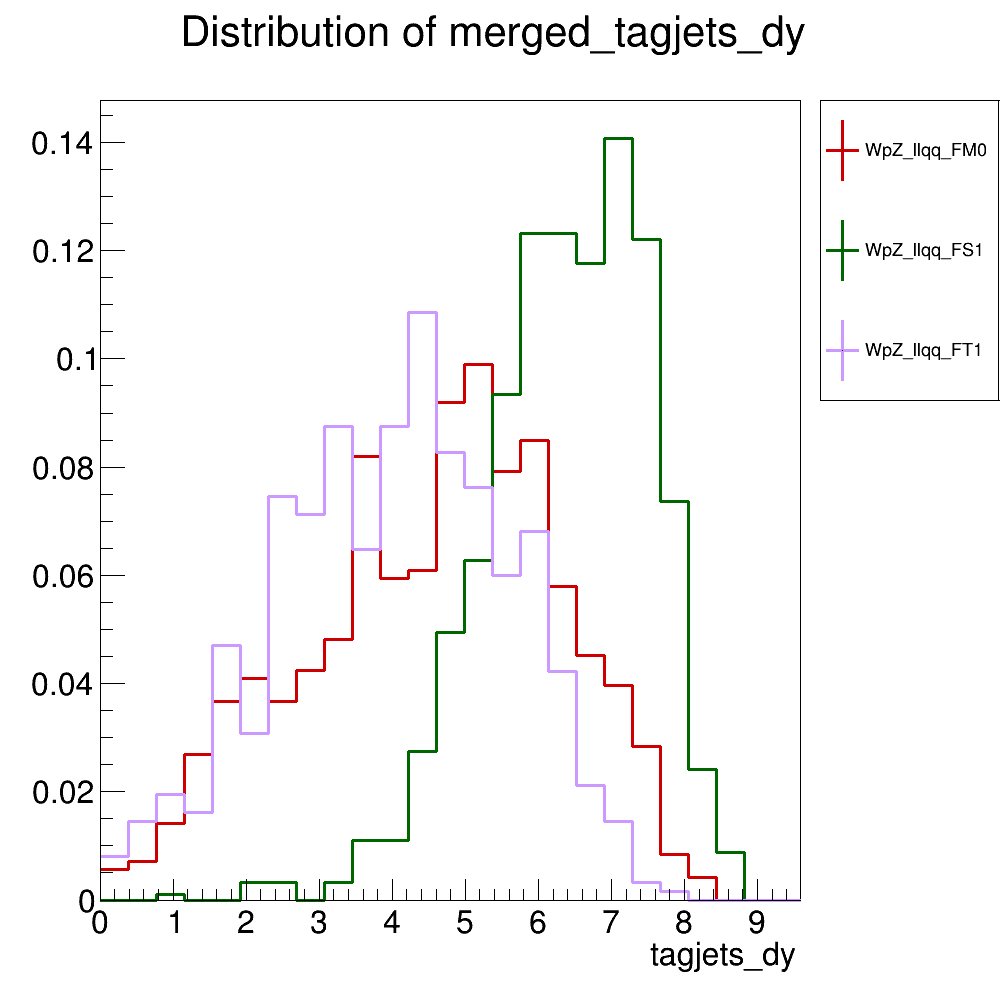 Distribution of merged_tagjets_dy
0.14
0.12
0.1
0.08
0.06
0.04
0.02
0
0 1 2 3 4 5 6 7 8 9
tagjets_dy
WpZ_llqq_FM0
WpZ_llqq_FS1
WpZ_llqq_FT1